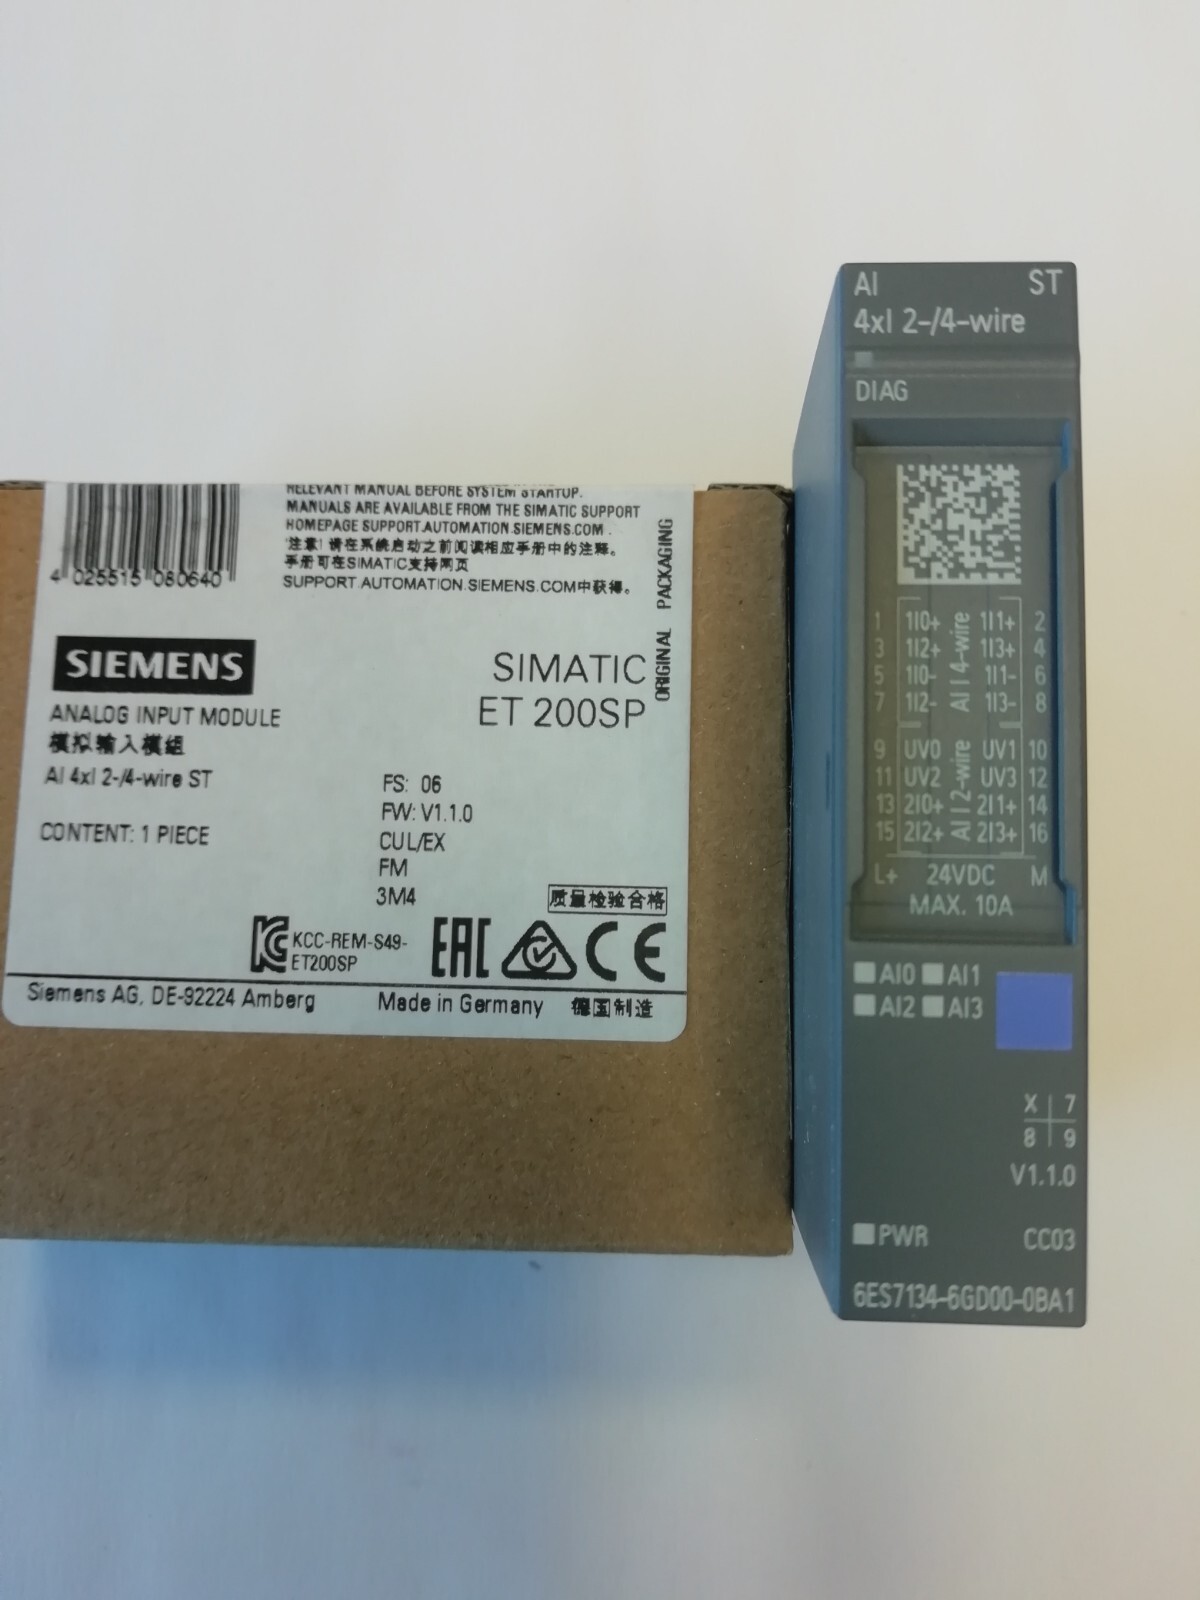 RELEVANT MANUAL BEFORE SYSTEM STARTUP.
MANUALS ARE AVAILABLE FROM THE SIMATIC SUPPORT
HOMEPAGE SUPPORT.AUTOMATION.SIEMENS.COM .
注意! 请在系统启动之前阅读相应手册中的注释。
手册可在SIMATIC支持网页
SUPPORT.AUTOMATION.SIEMENS.COM中获得。
4 025515 080640
ORIGINAL PACKAGING
SIEMENS
SIMATIC
ET 200SP
ANALOG INPUT MODULE
模拟输入模组
AI 4xI 2-/4-wire ST
CONTENT: 1 PIECE
FS: 06
FW: V1.1.0
CUL/EX
FM
3M4
质量检验合格
KCC-REM-S49-
ET200SP
EAC
CE
Siemens AG, DE-92224 Amberg
Made in Germany 德国制造
AI ST
4xI 2-/4-wire
DIAG
1 1I0+ 1I1+ 2
3 1I2+ 1I3+ 4
5 1I0- 1I1- 6
7 1I2- 1I3- 8
AI I 4-wire
9 UV0 UV1 10
11 UV2 UV3 12
13 2I0+ 2I1+ 14
15 2I2+ 2I3+ 16
AI I 2-wire
L+ 24VDC M
MAX. 10A
AI0 AI1
AI2 AI3
X 7
8 9
V1.1.0
PWR CC03
6ES7134-6GD00-0BA1